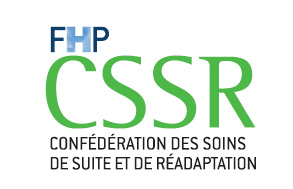 FHP
CSSR
CONFÉDÉRATION DES SOINS
DE SUITE ET DE RÉADAPTATION